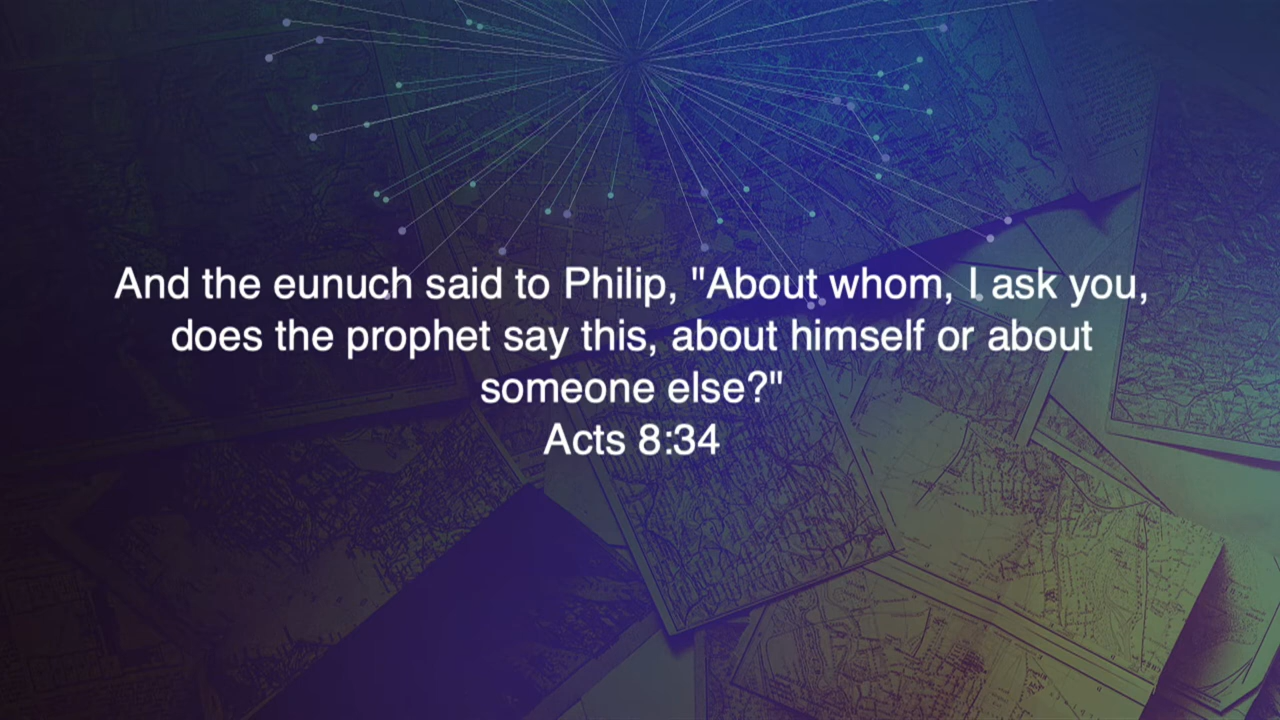 And the eunuch said to Philip, "About whom, I ask you,
does the prophet say this, about himself or about
someone else?"
Acts 8:34